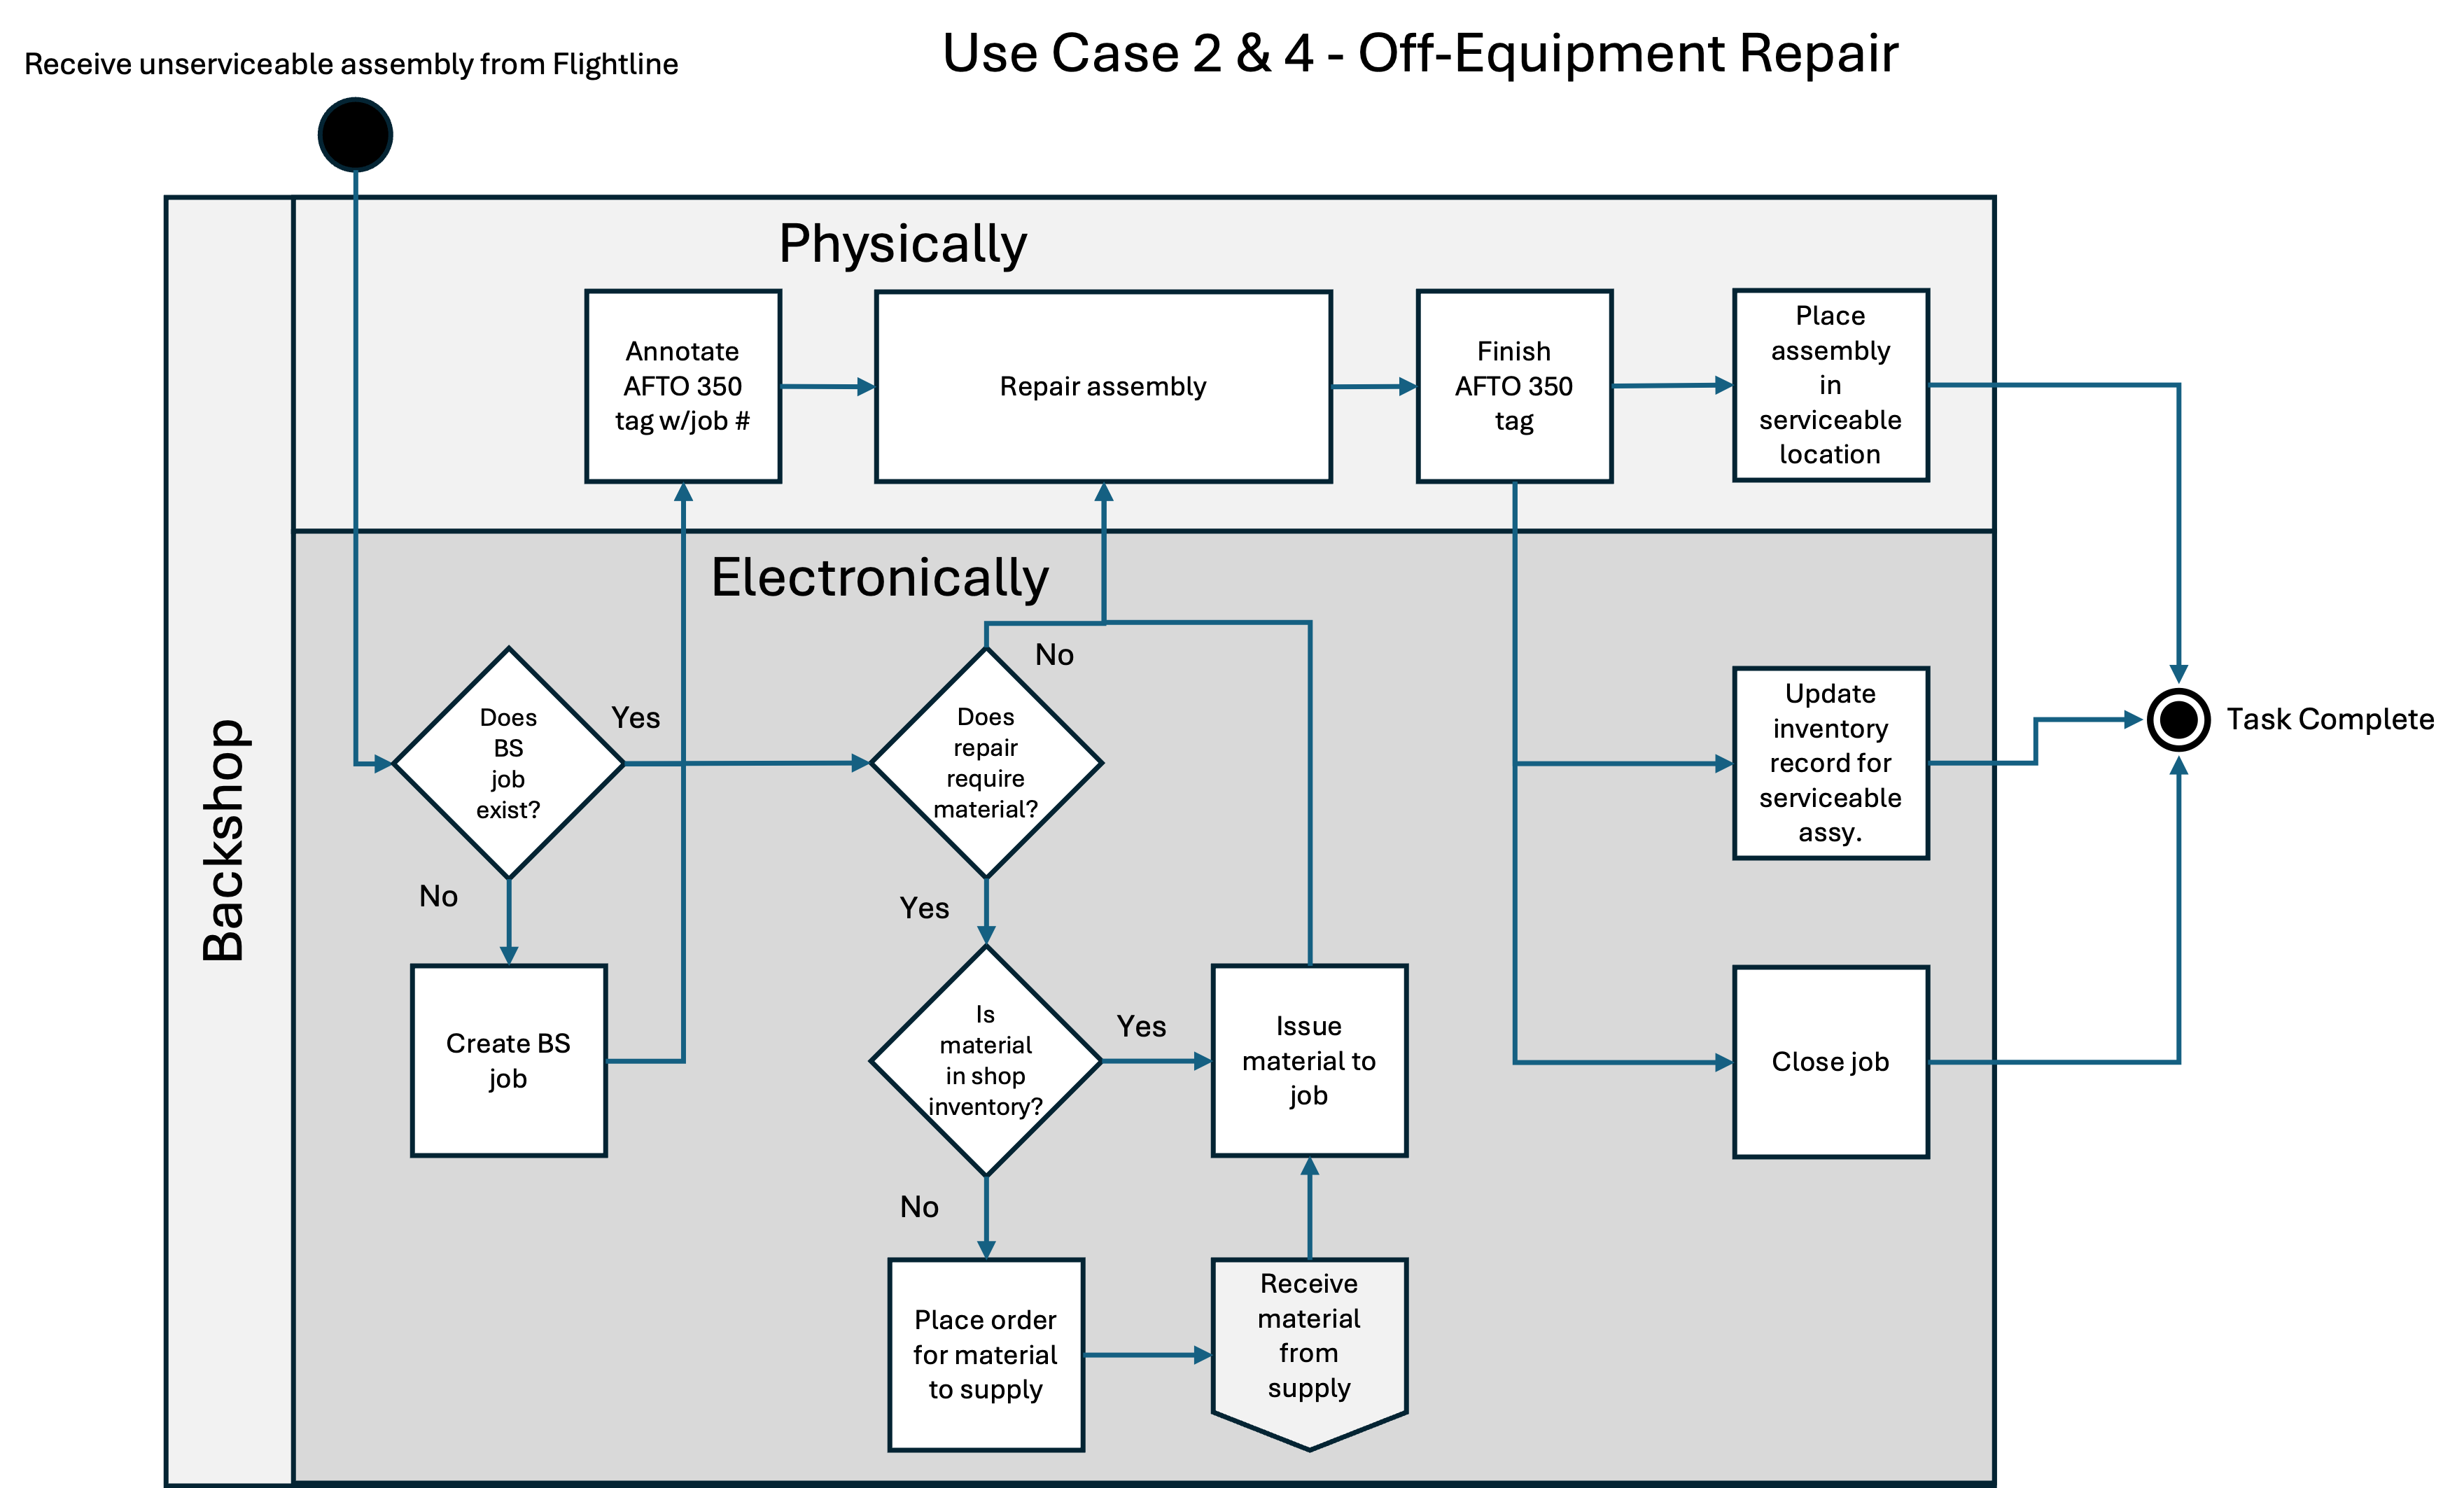 Use Case 2 & 4 - Off-Equipment Repair
Receive unserviceable assembly from Flightline
Backshop
Physically
Annotate
AFTO 350
tag w/job #
Repair assembly
Finish
AFTO 350
tag
Place
assembly
in
serviceable
location
Electronically
Does
BS
job
exist?
Yes
No
Create BS
job
Does
repair
require
material?
No
Yes
Is
material
in shop
inventory?
Yes
No
Issue
material to
job
Place order
for material
to supply
Receive
material
from
supply
Update
inventory
record for
serviceable
assy.
Close job
Task Complete